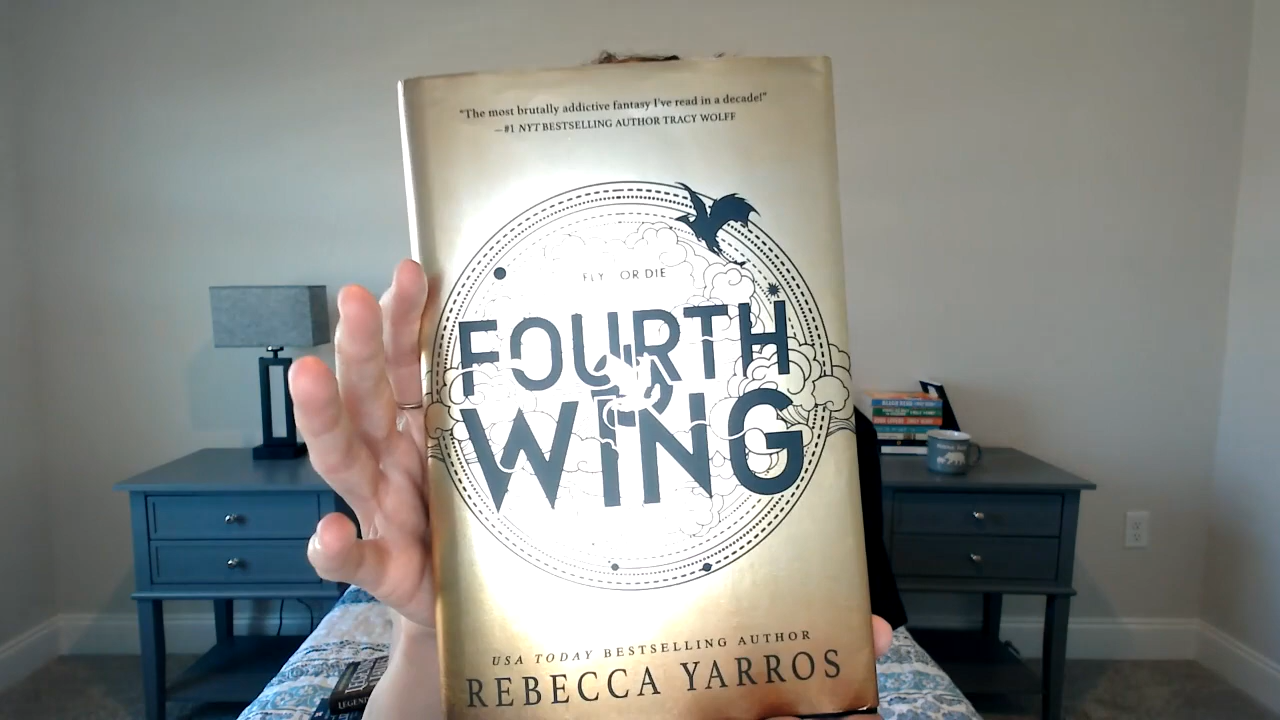 "The most brutally addictive fantasy I've read in a decade!"
—#1 NYT BESTSELLING AUTHOR TRACY WOLFF
FLY OR DIE
FOURTH
WING
USA TODAY BESTSELLING AUTHOR
REBECCA YARROS